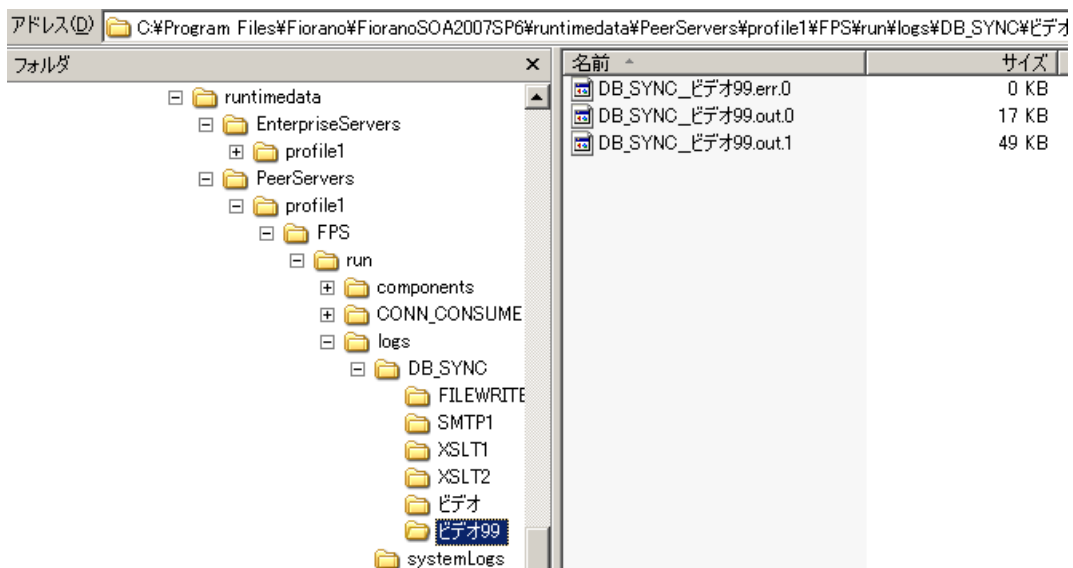 アドレス(D) C:¥Program Files¥Fiorano¥FioranoSOA2007SP6¥runtimedata¥PeerServers¥profile1¥FPS¥run¥logs¥DB_SYNC¥ビデオ
フォルダ
名前 サイズ
runtimedata
EnterpriseServers
profile1
PeerServers
profile1
FPS
run
components
CONN_CONSUME
logs
DB_SYNC
FILEWRITE
SMTP1
XSLT1
XSLT2
ビデオ
ビデオ99
systemLogs
DB_SYNC__ビデオ99.err.0 0 KB
DB_SYNC__ビデオ99.out.0 17 KB
DB_SYNC__ビデオ99.out.1 49 KB